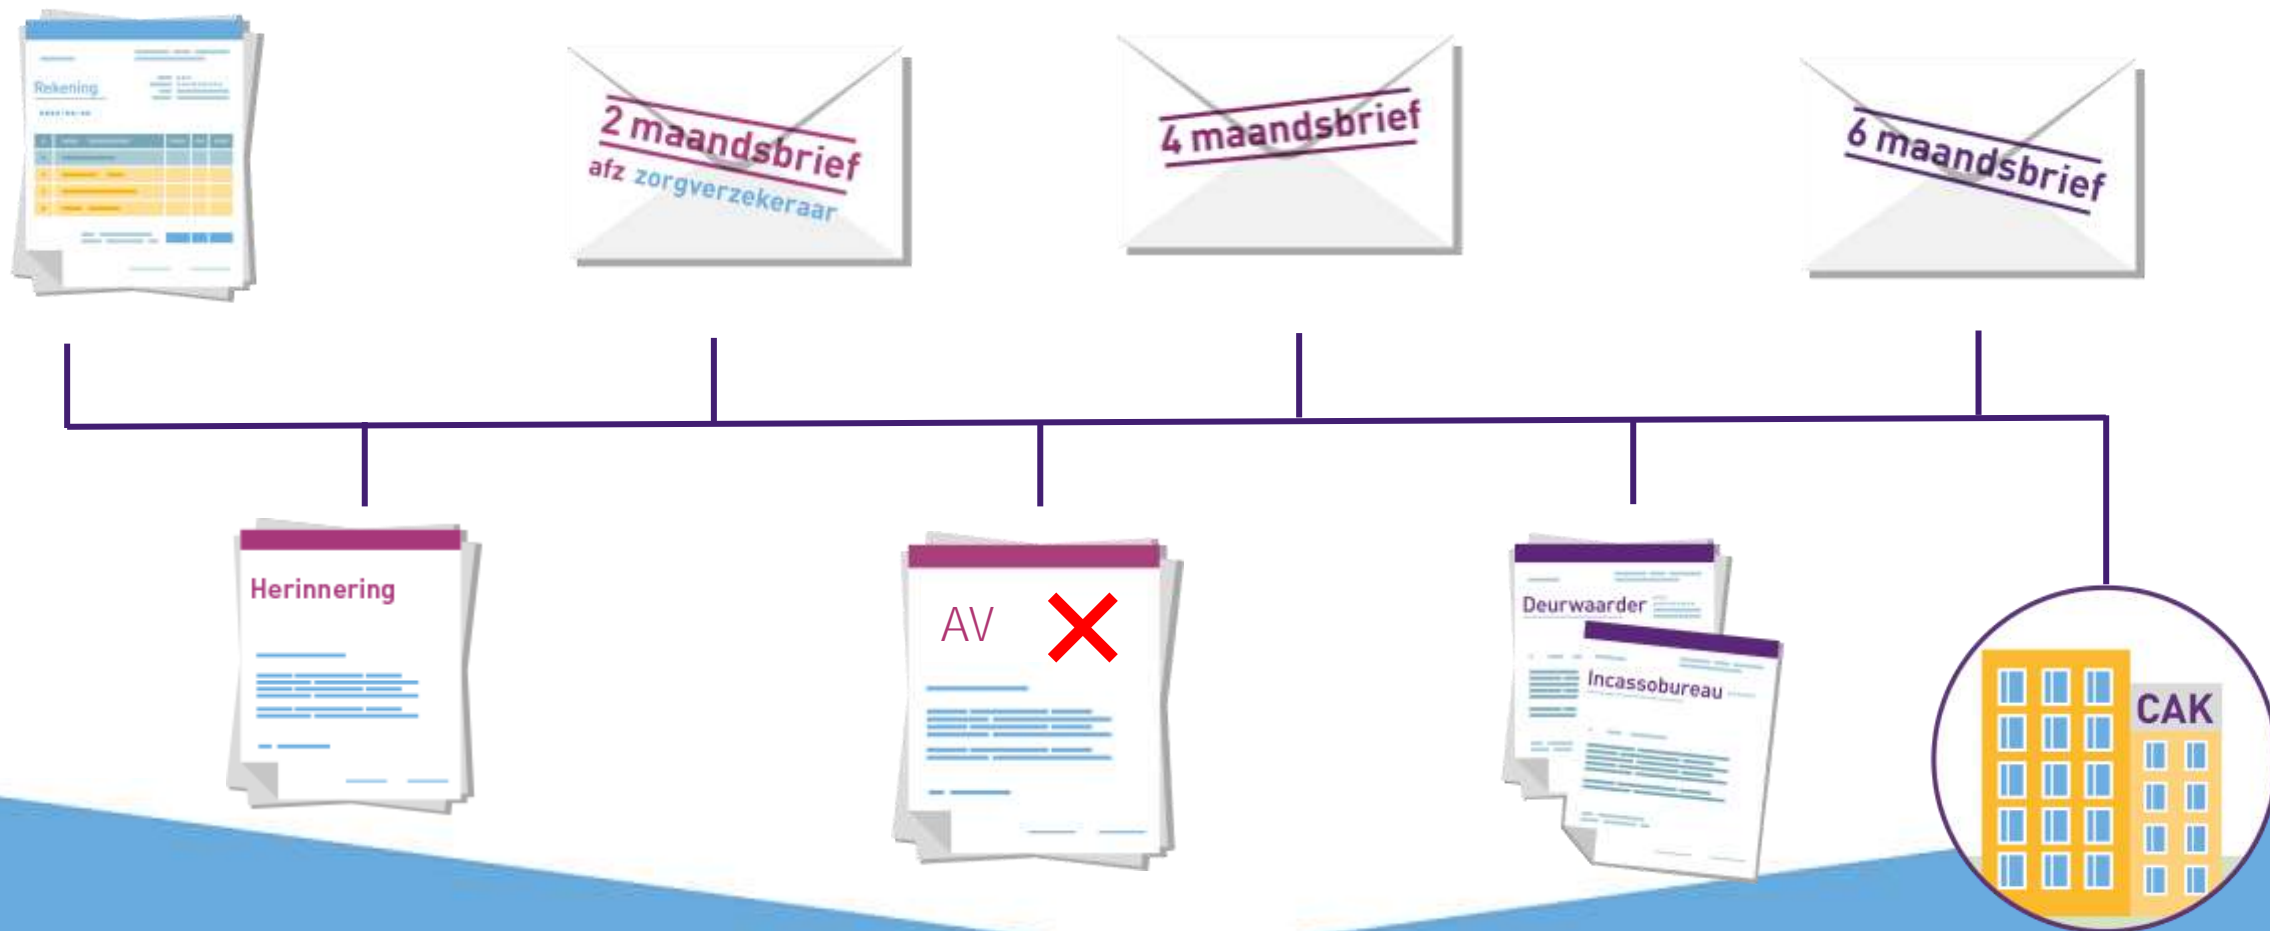 Rekening
2 maandsbrief
afz zorgverzekeraar
4 maandsbrief
6 maandsbrief
Herinnering
AV
Deurwaarder
Incassobureau
CAK